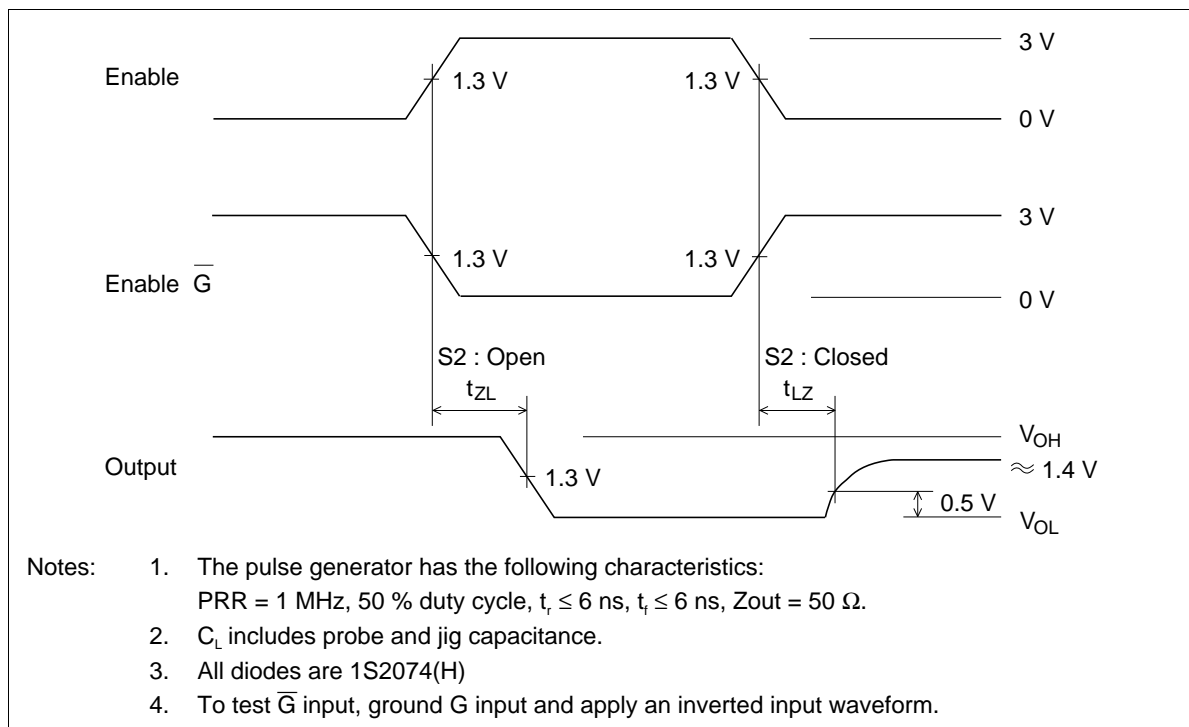 3 V
Enable
1.3 V
1.3 V
0 V
3 V
1.3 V
1.3 V
Enable G̅
0 V
S2 : Open
S2 : Closed
tZL
tLZ
VOH
Output
≈ 1.4 V
1.3 V
0.5 V
VOL
Notes: 1. The pulse generator has the following characteristics:
PRR = 1 MHz, 50 % duty cycle, tr ≤ 6 ns, tf ≤ 6 ns, Zout = 50 Ω.
2. CL includes probe and jig capacitance.
3. All diodes are 1S2074(H)
4. To test G̅ input, ground G input and apply an inverted input waveform.